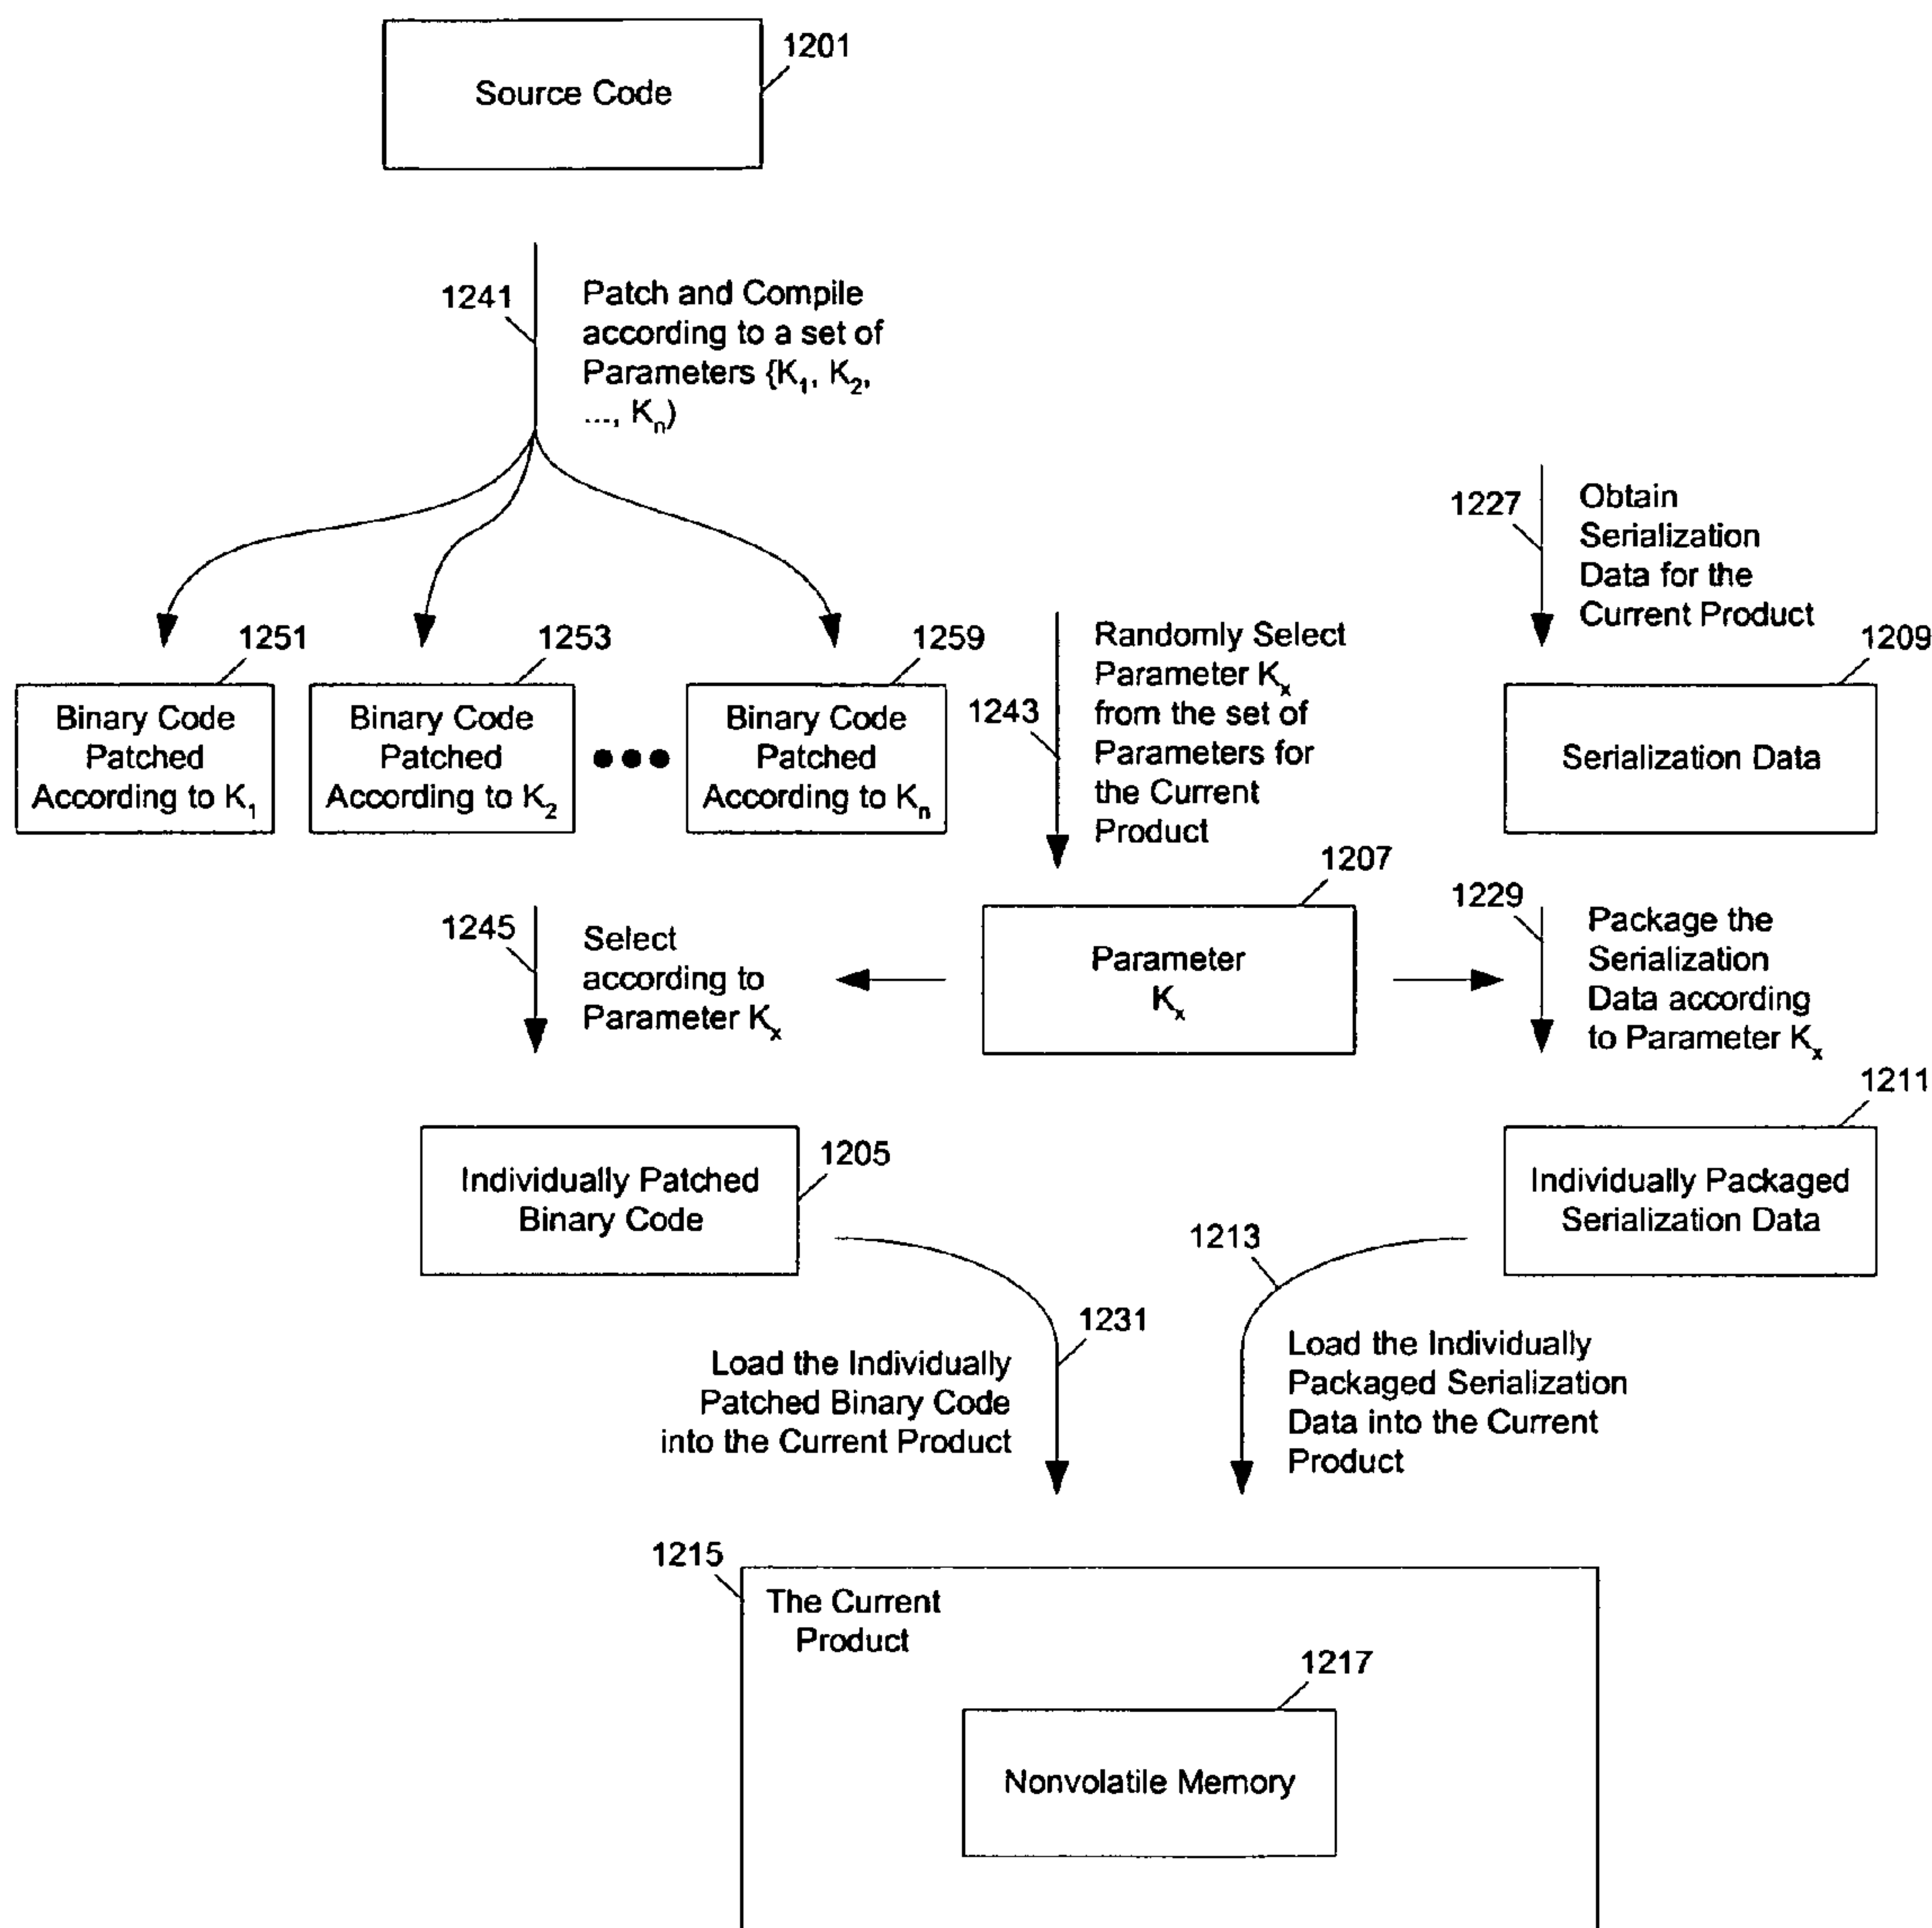 1201
Source Code
1241
Patch and Compile
according to a set of
Parameters {K₁, K₂,
..., Kₙ)
1227
Obtain
Serialization
Data for the
Current Product
1251
Binary Code
Patched
According to K₁
1253
Binary Code
Patched
According to K₂
1259
Binary Code
Patched
According to Kₙ
1243
Randomly Select
Parameter Kₓ
from the set of
Parameters for
the Current
Product
1209
Serialization Data
1245
Select
according to
Parameter Kₓ
1207
Parameter
Kₓ
1229
Package the
Serialization
Data according
to Parameter Kₓ
1205
Individually Patched
Binary Code
1211
Individually Packaged
Serialization Data
1231
Load the Individually
Patched Binary Code
into the Current Product
1213
Load the Individually
Packaged Serialization
Data into the Current
Product
1215
The Current
Product
1217
Nonvolatile Memory